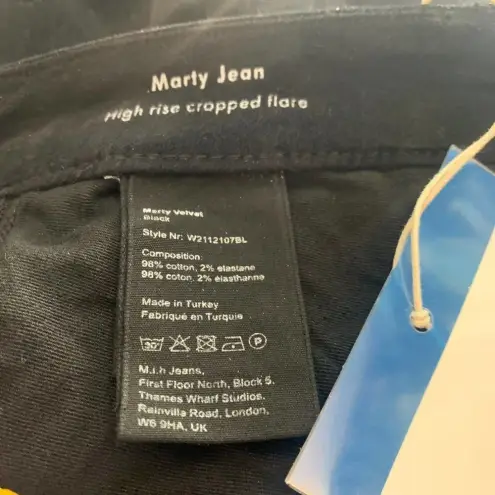 Marty Jean
High rise cropped flare
Marty Velvet
Black
Style Nr: W2112107BL
Composition:
98% cotton, 2% elastane
98% coton, 2% elasthanne
Made in Turkey
Fabriqué en Turquie
30
P
M.i.h Jeans,
First Floor North, Block 5,
Thames Wharf Studios,
Rainville Road, London,
W6 9HA, UK